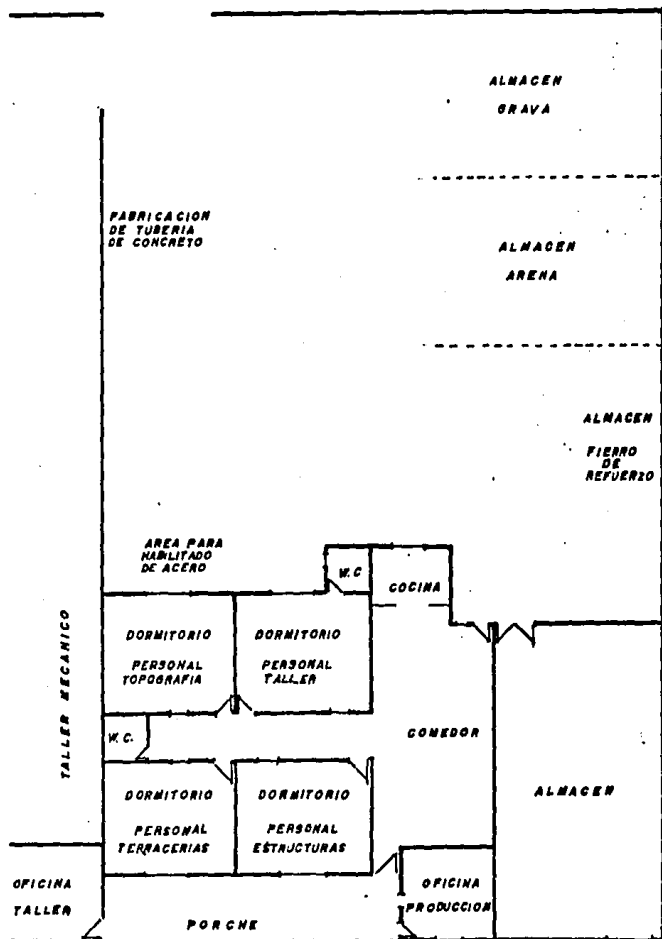 ALMACEN
GRAVA
FABRICACION
DE TUBERIA
DE CONCRETO
ALMACEN
ARENA
ALMACEN
FIERRO
DE
REFUERZO
AREA PARA
HABILITADO
DE ACERO
W.C
COCINA
TALLER MECANICO
DORMITORIO
PERSONAL
TOPOGRAFIA
DORMITORIO
PERSONAL
TALLER
W.C.
COMEDOR
ALMACEN
DORMITORIO
PERSONAL
TERRACERIAS
DORMITORIO
PERSONAL
ESTRUCTURAS
OFICINA
TALLER
PORCHE
OFICINA
PRODUCCION